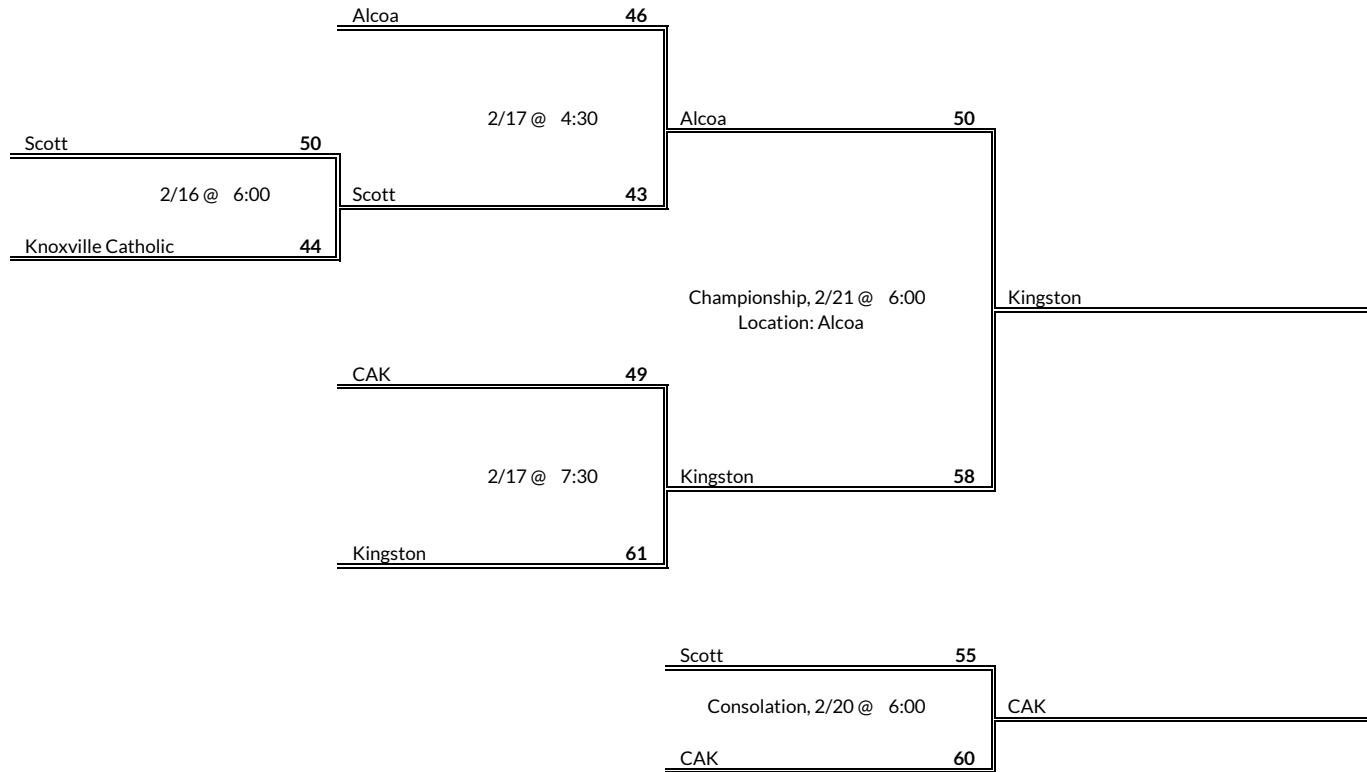 Alcoa 46
2/17 @ 4:30
Alcoa 50
Scott 50
2/16 @ 6:00
Scott 43
Knoxville Catholic 44
Championship, 2/21 @ 6:00
Location: Alcoa
Kingston
CAK 49
2/17 @ 7:30
Kingston 58
Kingston 61
Scott 55
Consolation, 2/20 @ 6:00
CAK
CAK 60